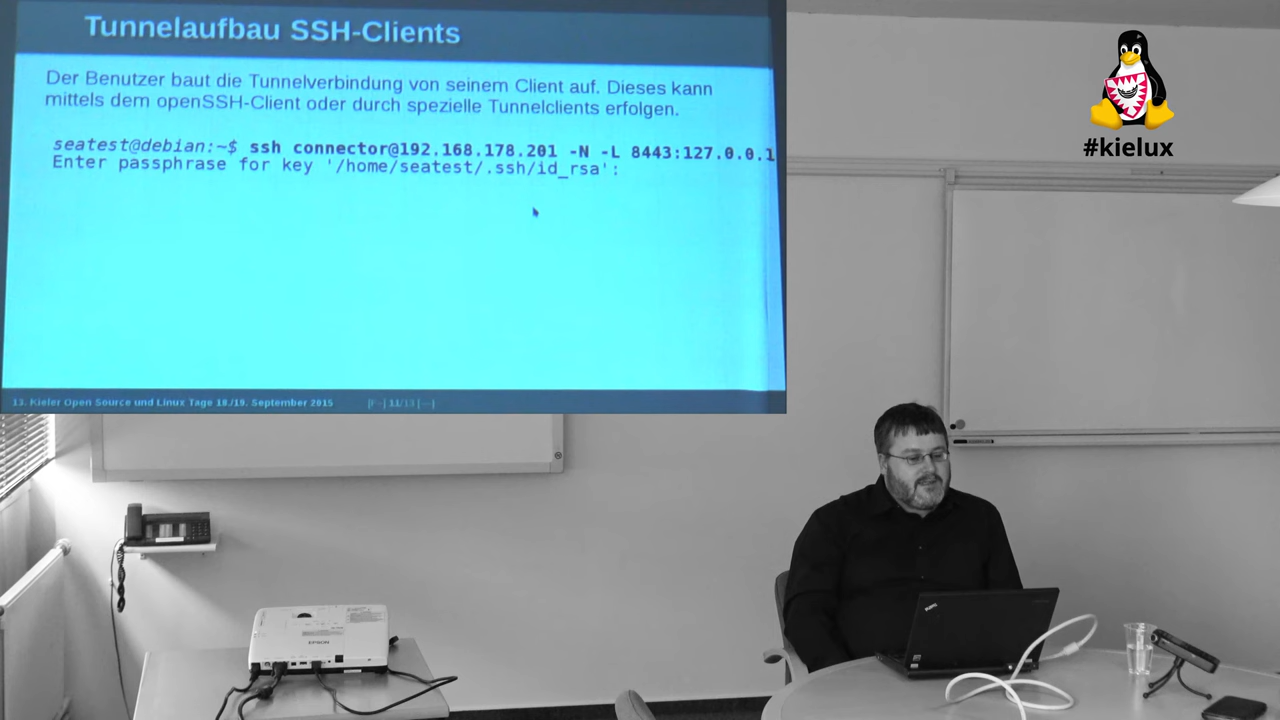 Tunnelaufbau SSH-Clients
Der Benutzer baut die Tunnelverbindung von seinem Client auf. Dieses kann
mittels dem openSSH-Client oder durch spezielle Tunnelclients erfolgen.
seatest@debian:~$ ssh connector@192.168.178.201 -N -L 8443:127.0.0.1
Enter passphrase for key '/home/seatest/.ssh/id_rsa':
13. Kieler Open Source und Linux Tage 18./19. September 2015 11/13
#kielux
EPSON
ThinkPad